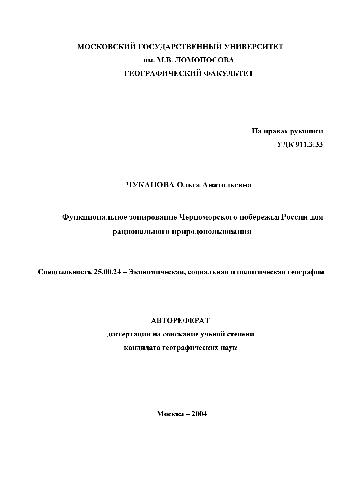 МОСКОВСКИЙ ГОСУДАРСТВЕННЫЙ УНИВЕРСИТЕТ
им. М.В. ЛОМОНОСОВА
ГЕОГРАФИЧЕСКИЙ ФАКУЛЬТЕТ
На правах рукописи
УДК 911.3:33
ЧУКАНОВА Ольга Анатольевна
Функциональное зонирование Черноморского побережья России для
рационального природопользования
Специальность 25.00.24 – Экономическая, социальная и политическая география
АВТОРЕФЕРАТ
диссертации на соискание ученой степени
кандидата географических наук
Москва – 2004